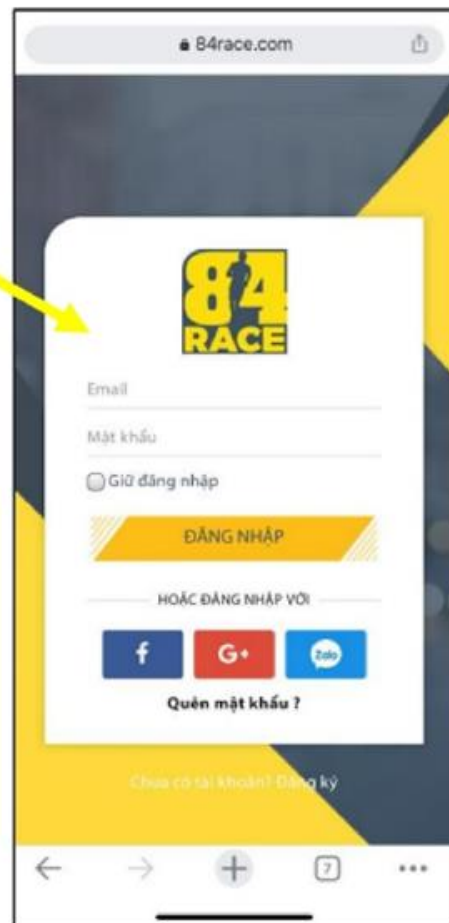 84race.com
84
RACE
Email
Mật khẩu
Giữ đăng nhập
ĐĂNG NHẬP
HOẶC ĐĂNG NHẬP VỚI
f
G+
Zalo
Quên mật khẩu ?
Chưa có tài khoản? Đăng ký
7